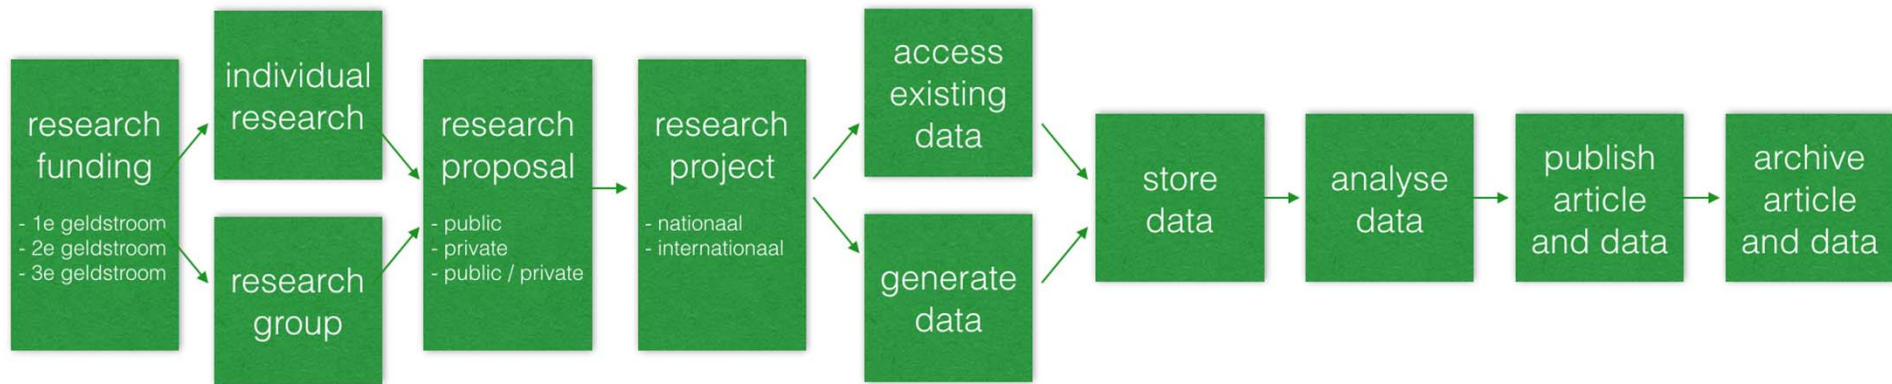 research
funding
- 1e geldstroom
- 2e geldstroom
- 3e geldstroom
individual
research
research
group
research
proposal
- public
- private
- public / private
research
project
- nationaal
- internationaal
access
existing
data
generate
data
store
data
analyse
data
publish
article
and data
archive
article
and data